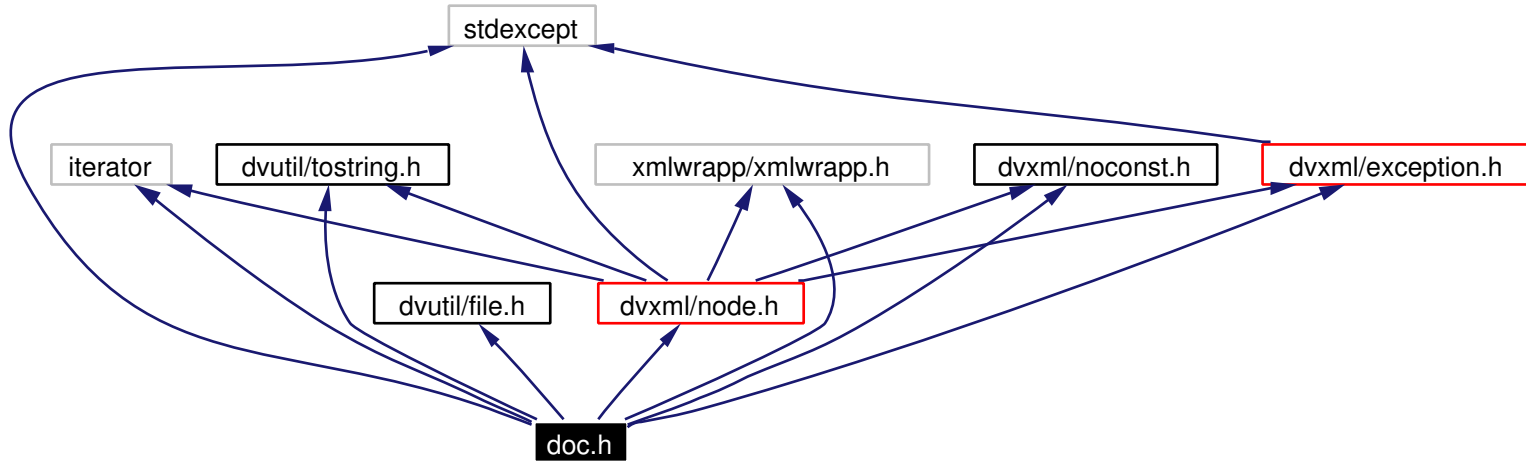 stdexcept
iterator
dvutil/tostring.h
xmlwrapp/xmlwrapp.h
dvxml/noconst.h
dvxml/exception.h
dvutil/file.h
dvxml/node.h
doc.h